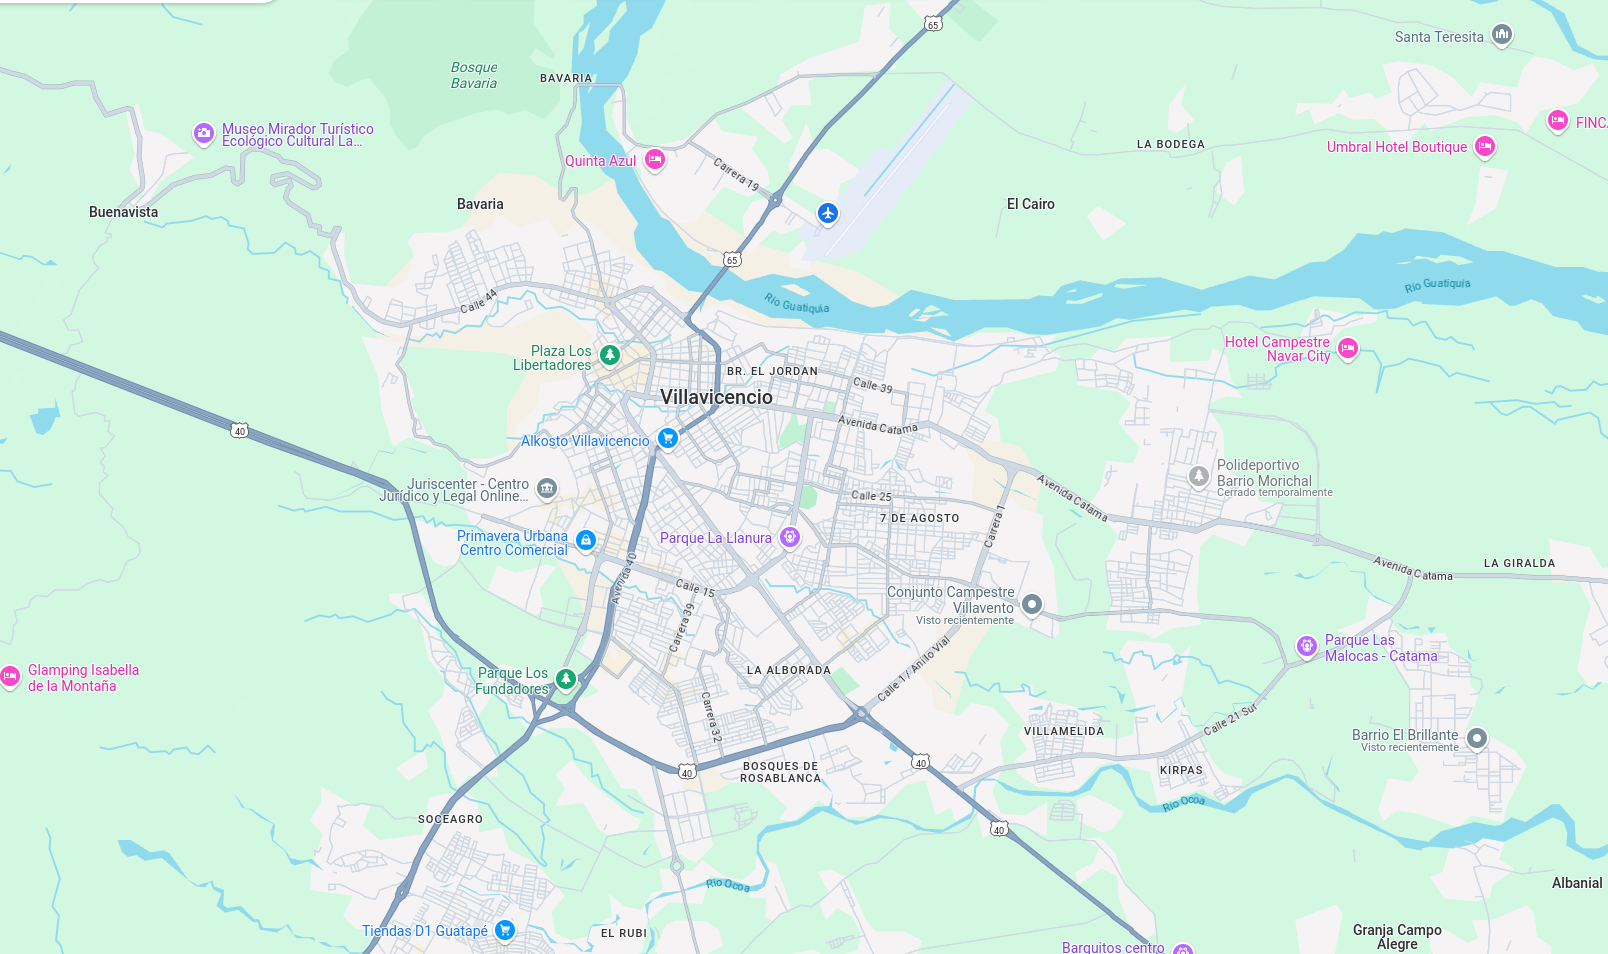 65
Santa Teresita
Bosque
Bavaria
BAVARIA
FINC
Museo Mirador Turístico
Ecológico Cultural La...
LA BODEGA
Umbral Hotel Boutique
Quinta Azul
Carrera 19
Buenavista
Bavaria
El Cairo
65
Río Guatiquía
Río Guatiquía
Calle 44
Plaza Los
Libertadores
Hotel Campestre
Navar City
BR. EL JORDAN
Calle 39
Villavicencio
Avenida Catama
40
Alkosto Villavicencio
Polideportivo
Barrio Morichal
Cerrado temporalmente
Juriscenter - Centro
Jurídico y Legal Online...
Calle 25
Avenida Catama
7 DE AGOSTO
Carrera 1
Primavera Urbana
Centro Comercial
Parque La Llanura
Avenida 40
Avenida Catama
LA GIRALDA
Calle 15
Conjunto Campestre
Villavento
Visto recientemente
Carrera 39
Parque Las
Malocas - Catama
Glamping Isabella
de la Montaña
LA ALBORADA
Calle 1 / Anillo Vial
Parque Los
Fundadores
Carrera 32
Calle 21 Sur
VILLAMELIDA
Barrio El Brillante
Visto recientemente
40
40
BOSQUES DE
ROSABLANCA
KIRPAS
Río Ocoa
SOCEAGRO
40
Río Ocoa
Albanial
Tiendas D1 Guatapé
EL RUBI
Granja Campo
Alegre
Barquitos centro